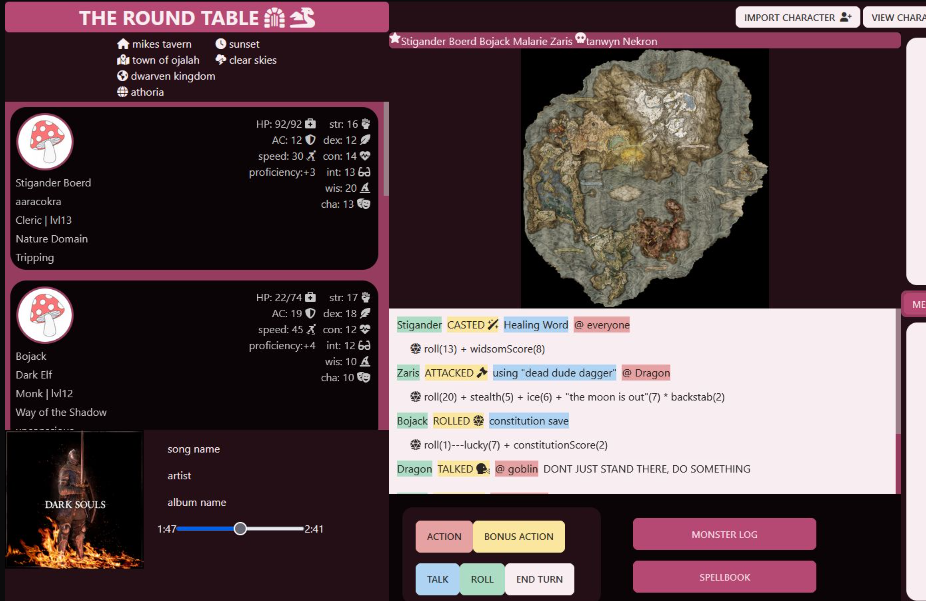 THE ROUND TABLE
mikes tavern
sunset
town of ojalah
clear skies
dwarven kingdom
athoria
IMPORT CHARACTER
VIEW CHARA
Stigander Boerd Bojack Malarie Zaris tanwyn Nekron
HP: 92/92 str: 16
AC: 12 dex: 12
speed: 30 con: 14
proficiency:+3 int: 13
wis: 20
cha: 13
Stigander Boerd
aaracokra
Cleric | lvl13
Nature Domain
Tripping
HP: 22/74 str: 17
AC: 19 dex: 18
speed: 45 con: 12
proficiency:+4 int: 12
wis: 10
cha: 10
Bojack
Dark Elf
Monk | lvl12
Way of the Shadow
unconscious
DARK SOULS
song name
artist
album name
1:47 2:41
Stigander CASTED Healing Word @ everyone
roll(13) + widsomScore(8)
Zaris ATTACKED using "dead dude dagger" @ Dragon
roll(20) + stealth(5) + ice(6) + "the moon is out"(7) * backstab(2)
Bojack ROLLED constitution save
roll(1)---lucky(7) + constitutionScore(2)
Dragon TALKED @ goblin DONT JUST STAND THERE, DO SOMETHING
ME
ACTION
BONUS ACTION
TALK
ROLL
END TURN
MONSTER LOG
SPELLBOOK